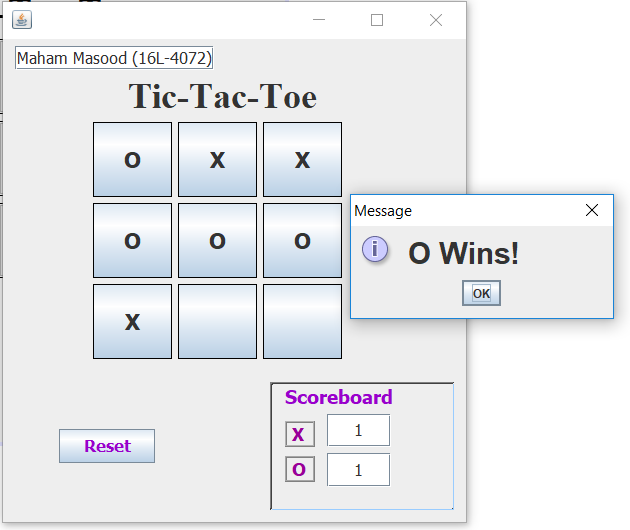 Maham Masood (16L-4072)
Tic-Tac-Toe
O X X
O O O
X
Message
O Wins!
OK
Scoreboard
X 1
O 1
Reset